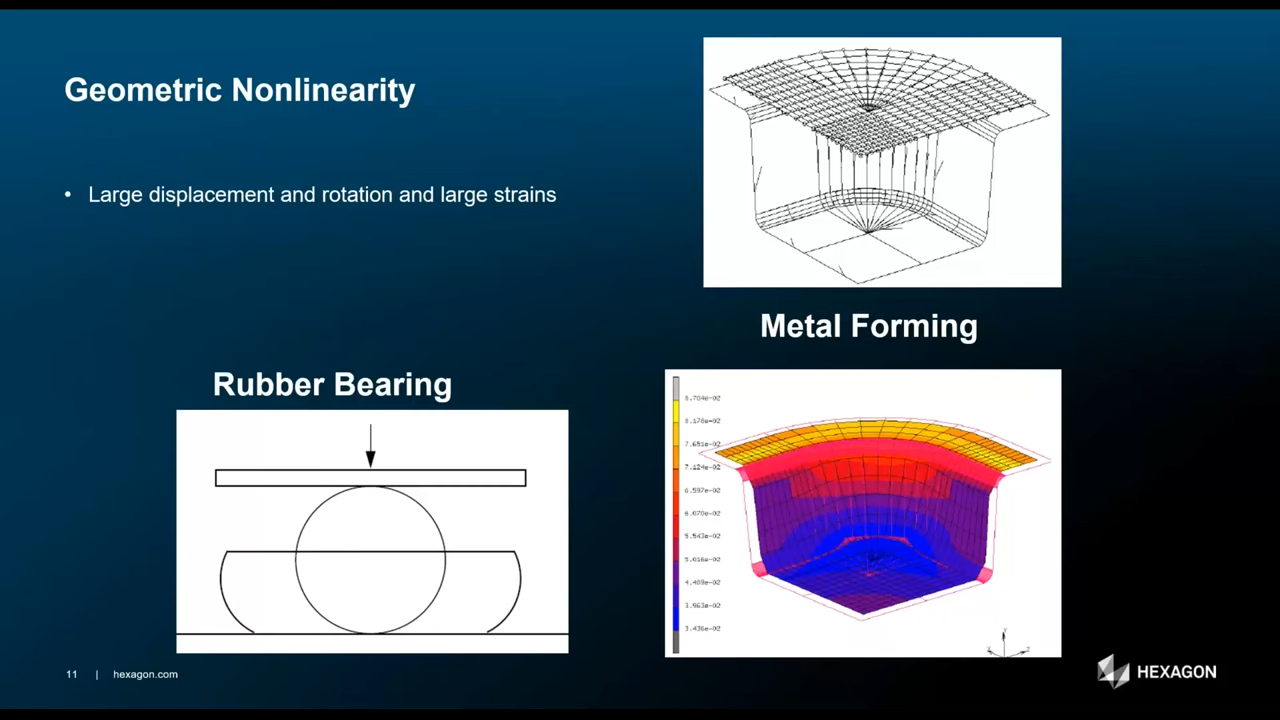 Geometric Nonlinearity
• Large displacement and rotation and large strains
Metal Forming
Rubber Bearing
8.704e-02
8.178e-02
7.651e-02
7.124e-02
6.597e-02
6.070e-02
5.543e-02
5.016e-02
4.489e-02
3.963e-02
3.436e-02
11 | hexagon.com
HEXAGON